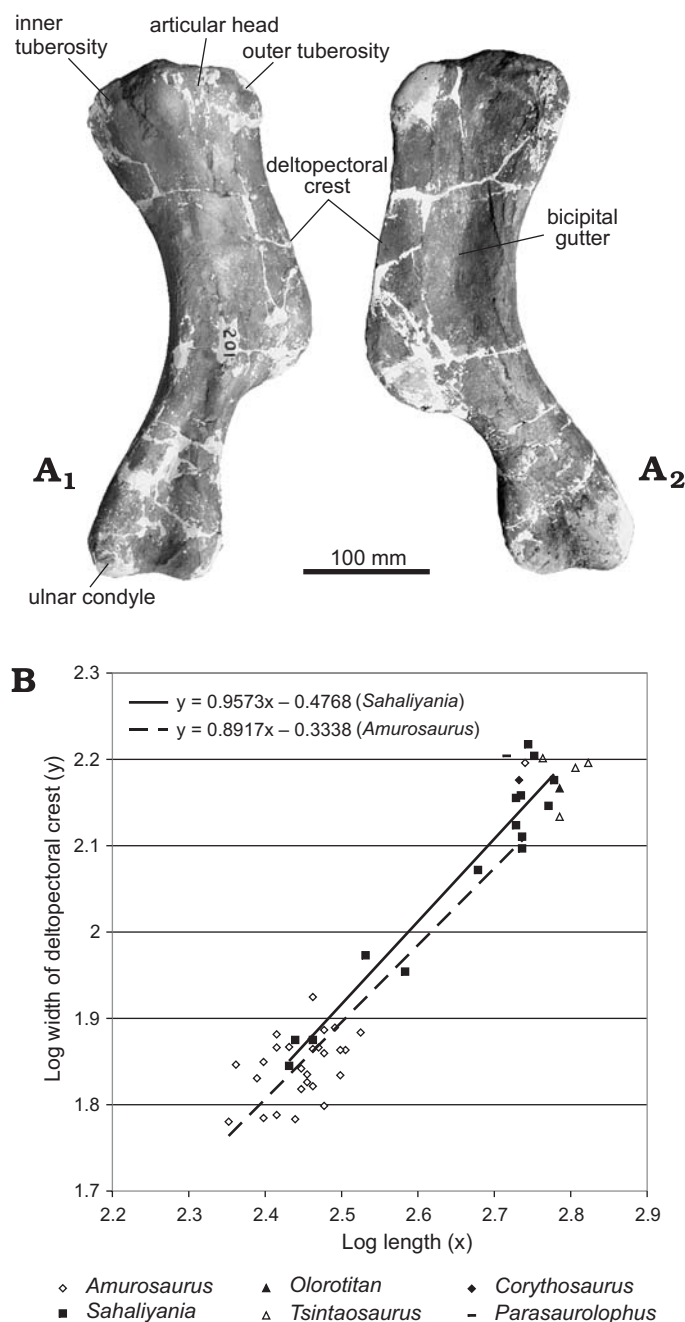 inner
tuberosity
articular head
outer tuberosity
deltopectoral
crest
bicipital
gutter
201
A1
A2
100 mm
ulnar condyle
B
2.3
y = 0.9573x – 0.4768 (Sahaliyania)
y = 0.8917x – 0.3338 (Amurosaurus)
2.2
2.1
2
1.9
1.8
1.7
Log width of deltopectoral crest (y)
2.2 2.3 2.4 2.5 2.6 2.7 2.8 2.9
Log length (x)
Amurosaurus Olorotitan Corythosaurus
Sahaliyania Tsintaosaurus Parasaurolophus